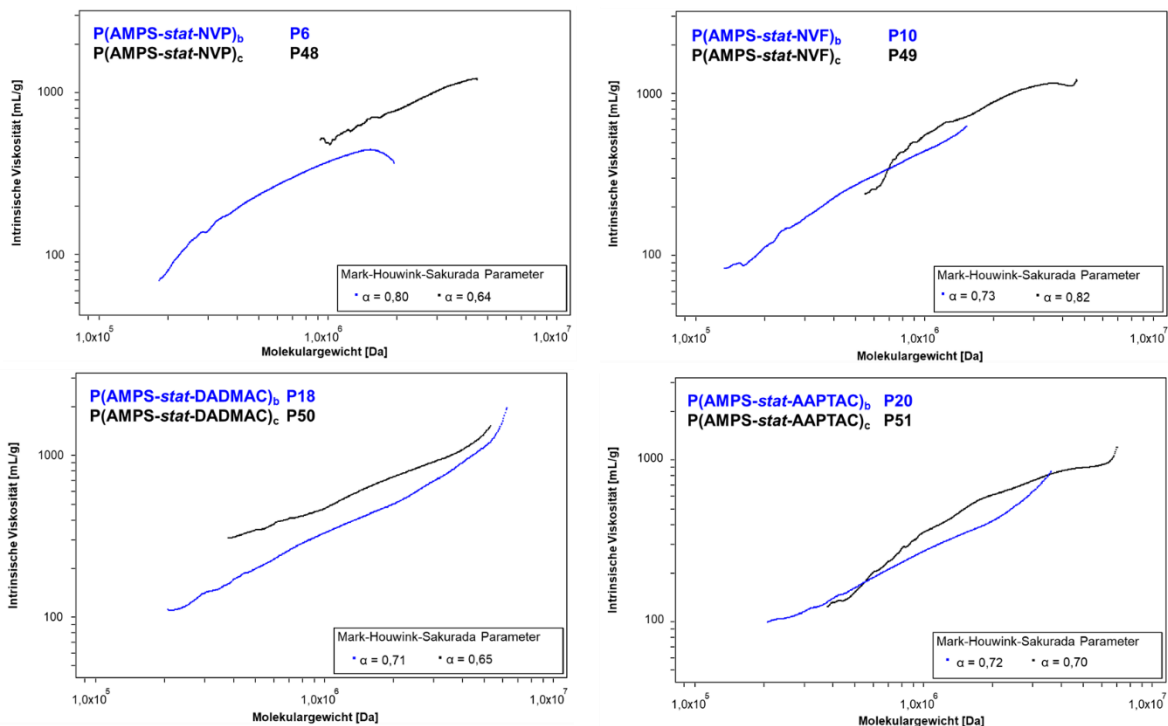 P(AMPS-stat-NVP)b P6
P(AMPS-stat-NVP)c P48
Intrinsische Viskosität [mL/g]
1000
100
Mark-Houwink-Sakurada Parameter
α = 0,80 α = 0,64
1,0x10^5 1,0x10^6 1,0x10^7
Molekulargewicht [Da]
P(AMPS-stat-NVF)b P10
P(AMPS-stat-NVF)c P49
Intrinsische Viskosität [mL/g]
1000
100
Mark-Houwink-Sakurada Parameter
α = 0,73 α = 0,82
1,0x10^5 1,0x10^6 1,0x10^7
Molekulargewicht [Da]
P(AMPS-stat-DADMAC)b P18
P(AMPS-stat-DADMAC)c P50
Intrinsische Viskosität [mL/g]
1000
100
Mark-Houwink-Sakurada Parameter
α = 0,71 α = 0,65
1,0x10^5 1,0x10^6 1,0x10^7
Molekulargewicht [Da]
P(AMPS-stat-AAPTAC)b P20
P(AMPS-stat-AAPTAC)c P51
Intrinsische Viskosität [mL/g]
1000
100
Mark-Houwink-Sakurada Parameter
α = 0,72 α = 0,70
1,0x10^5 1,0x10^6 1,0x10^7
Molekulargewicht [Da]